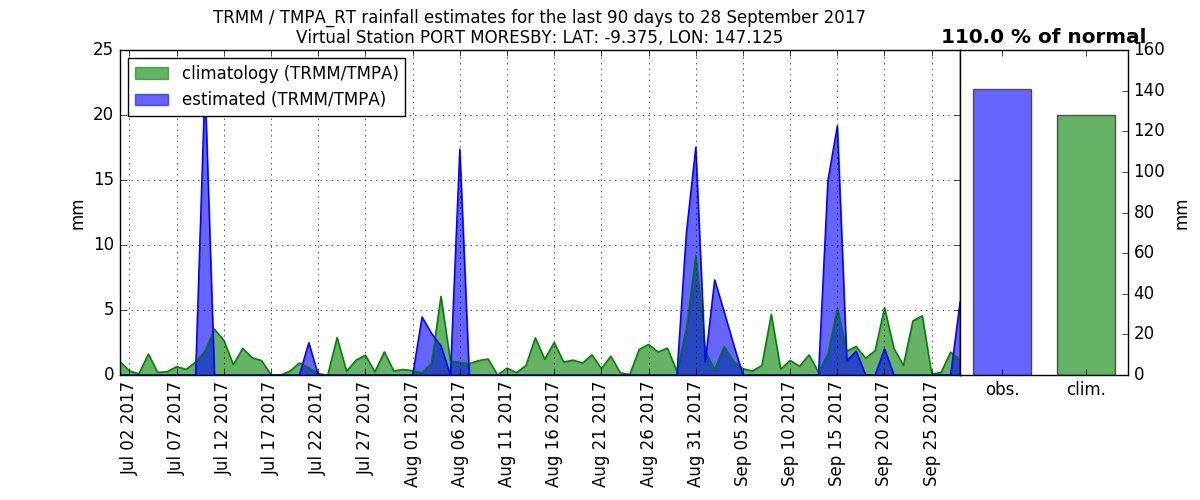 TRMM / TMPA_RT rainfall estimates for the last 90 days to 28 September 2017
Virtual Station PORT MORESBY: LAT: -9.375, LON: 147.125
110.0 % of normal
climatology (TRMM/TMPA)
estimated (TRMM/TMPA)
25
20
15
10
5
0
mm
Jul 02 2017
Jul 07 2017
Jul 12 2017
Jul 17 2017
Jul 22 2017
Jul 27 2017
Aug 01 2017
Aug 06 2017
Aug 11 2017
Aug 16 2017
Aug 21 2017
Aug 26 2017
Aug 31 2017
Sep 05 2017
Sep 10 2017
Sep 15 2017
Sep 20 2017
Sep 25 2017
obs.
clim.
160
140
120
100
80
60
40
20
0
mm